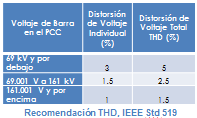 Voltaje de Barra en el PCC
Distorsión de Voltaje Individual (%)
Distorsión de Voltaje Total THD (%)
69 kV y por debajo
3
5
69.001 V a 161 kV
1.5
2.5
161.001 V y por encima
1
1.5
Recomendación THD, IEEE Std 519